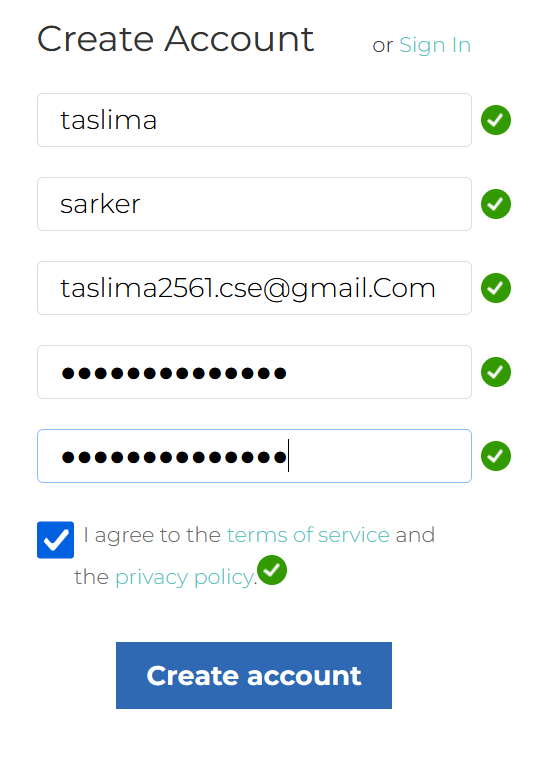 Create Account or Sign In
taslima
sarker
taslima2561.cse@gmail.Com
●●●●●●●●●●●●●●
●●●●●●●●●●●●●●
I agree to the terms of service and
the privacy policy.
Create account